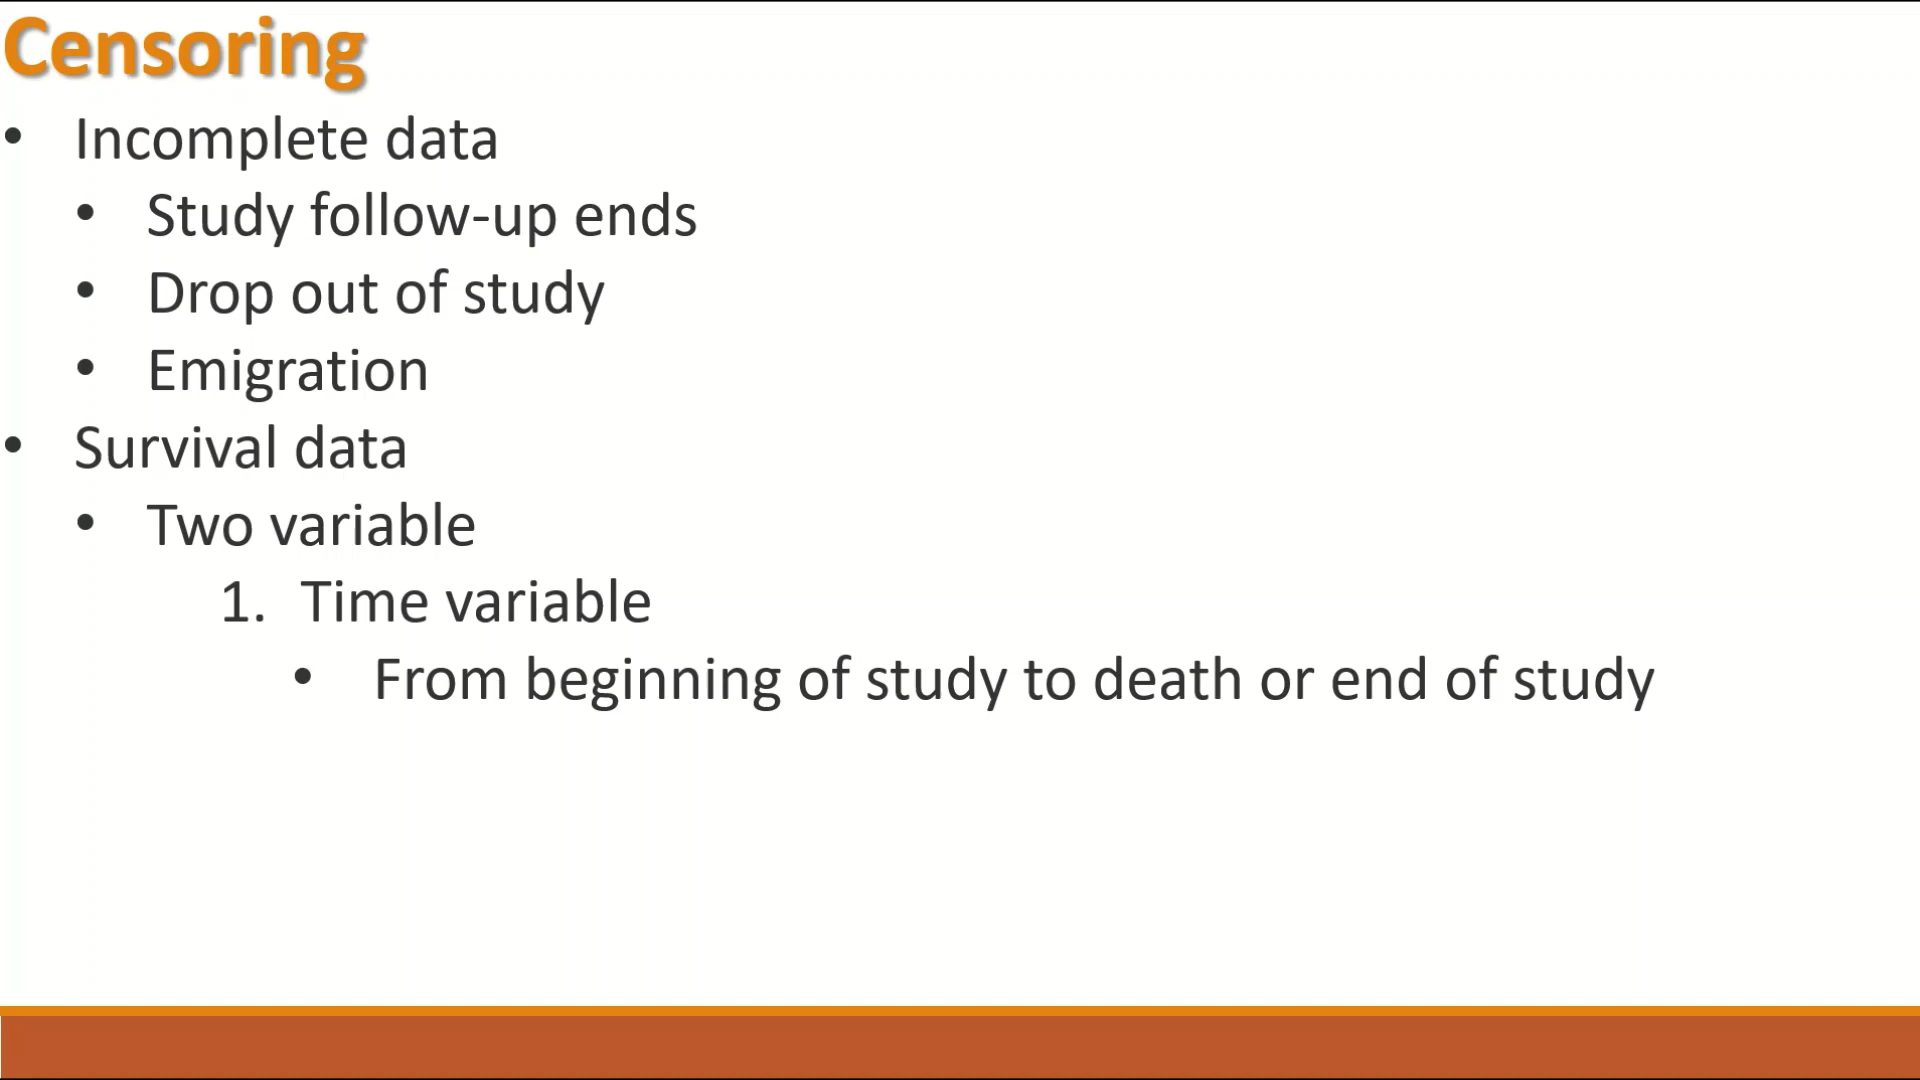 Censoring
• Incomplete data
• Study follow-up ends
• Drop out of study
• Emigration
• Survival data
• Two variable
1. Time variable
• From beginning of study to death or end of study